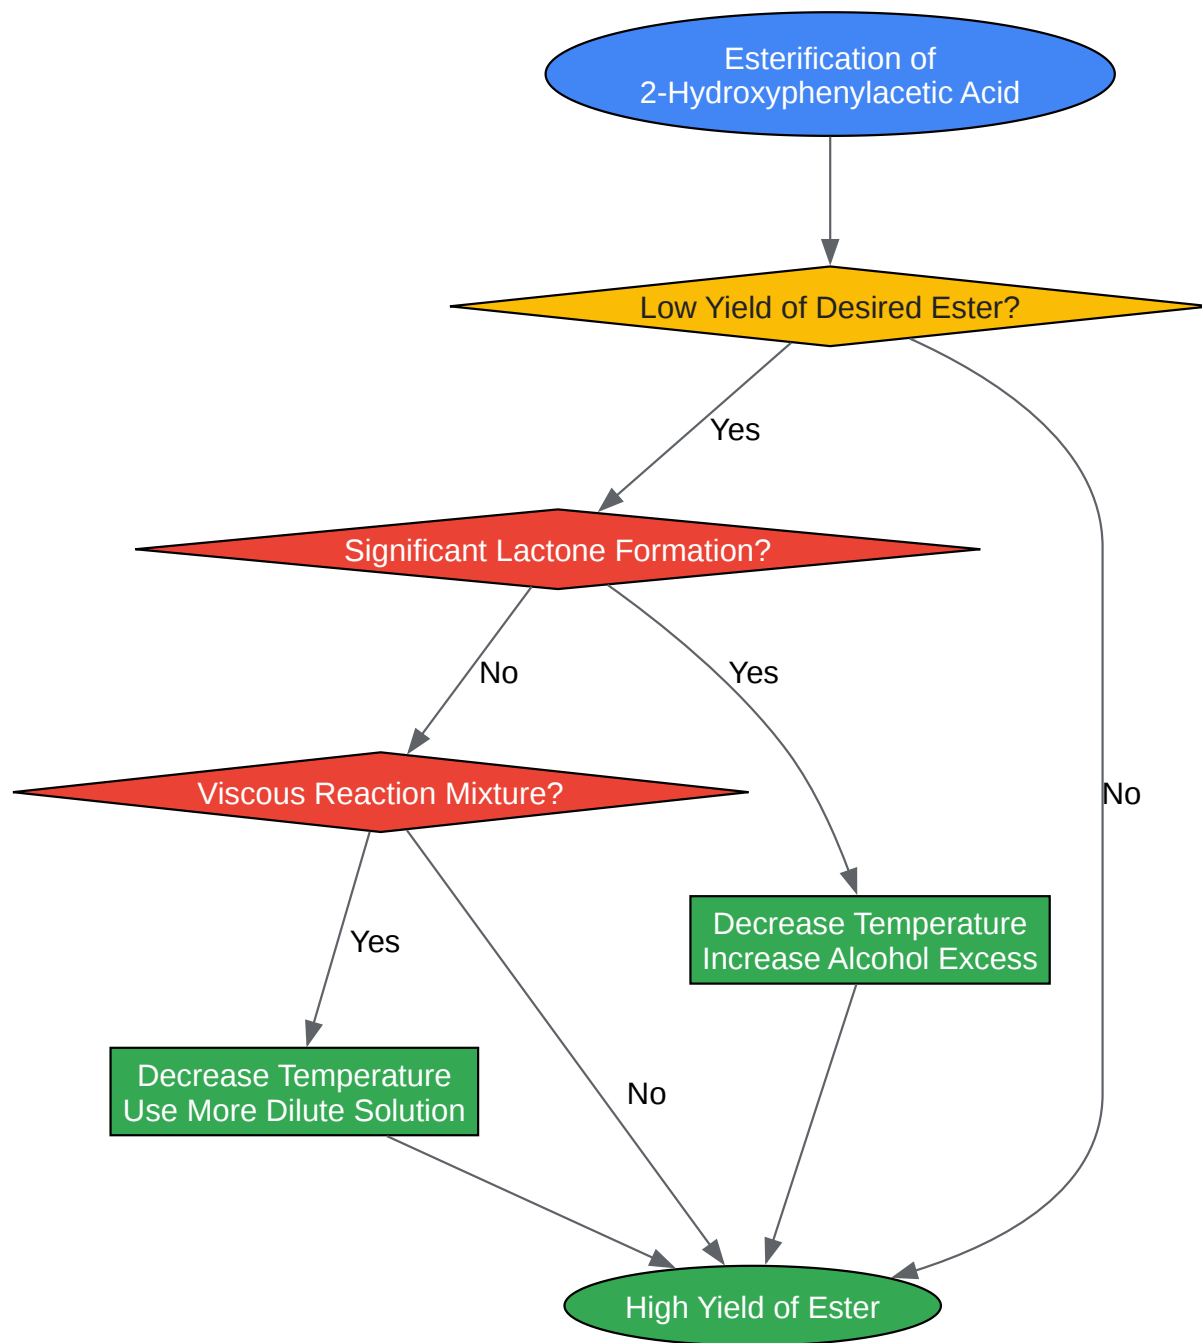 Esterification of
2-Hydroxyphenylacetic Acid
Low Yield of Desired Ester?
Yes
Significant Lactone Formation?
No
Yes
Viscous Reaction Mixture?
No
Decrease Temperature
Increase Alcohol Excess
Yes
Decrease Temperature
Use More Dilute Solution
No
High Yield of Ester